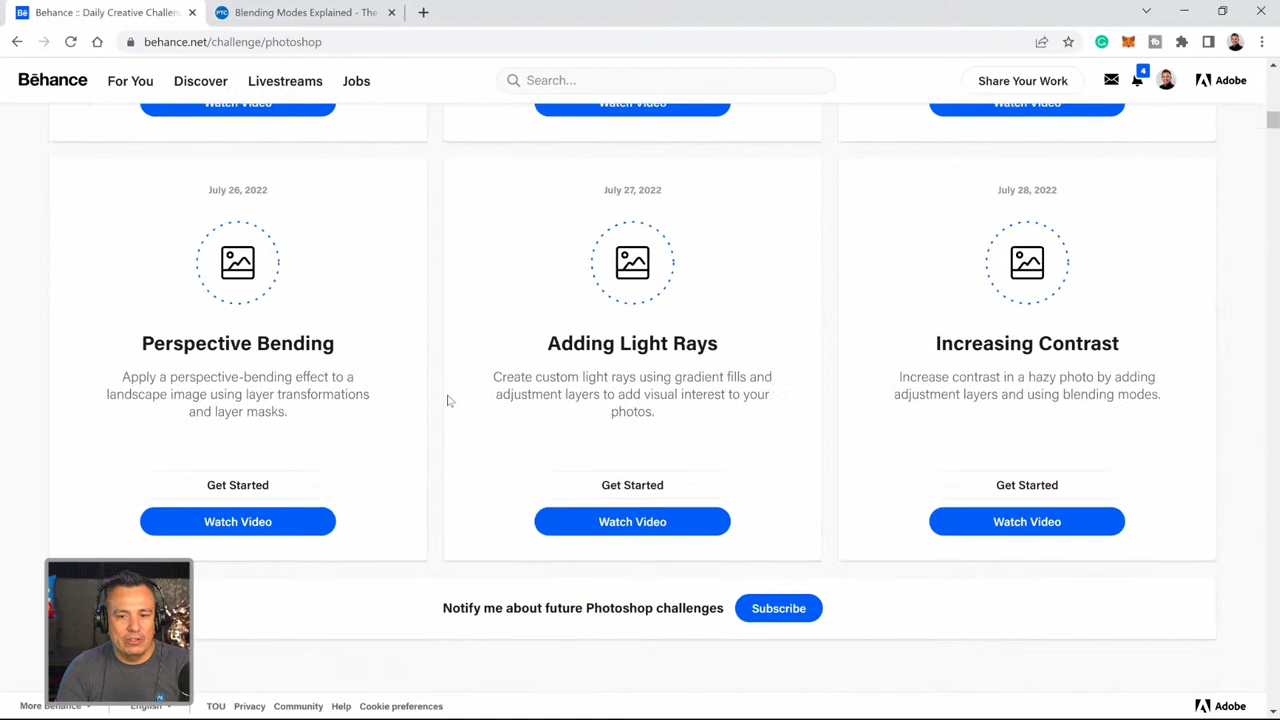 Behance :: Daily Creative Challen
Blending Modes Explained - The
behance.net/challenge/photoshop
Bēhance
For You
Discover
Livestreams
Jobs
Search...
Share Your Work
4
Adobe
Watch Video
Watch Video
Watch Video
July 26, 2022
Perspective Bending
Apply a perspective-bending effect to a
landscape image using layer transformations
and layer masks.
Get Started
Watch Video
July 27, 2022
Adding Light Rays
Create custom light rays using gradient fills and
adjustment layers to add visual interest to your
photos.
Get Started
Watch Video
July 28, 2022
Increasing Contrast
Increase contrast in a hazy photo by adding
adjustment layers and using blending modes.
Get Started
Watch Video
Notify me about future Photoshop challenges
Subscribe
More Behance
English
TOU
Privacy
Community
Help
Cookie preferences
Adobe